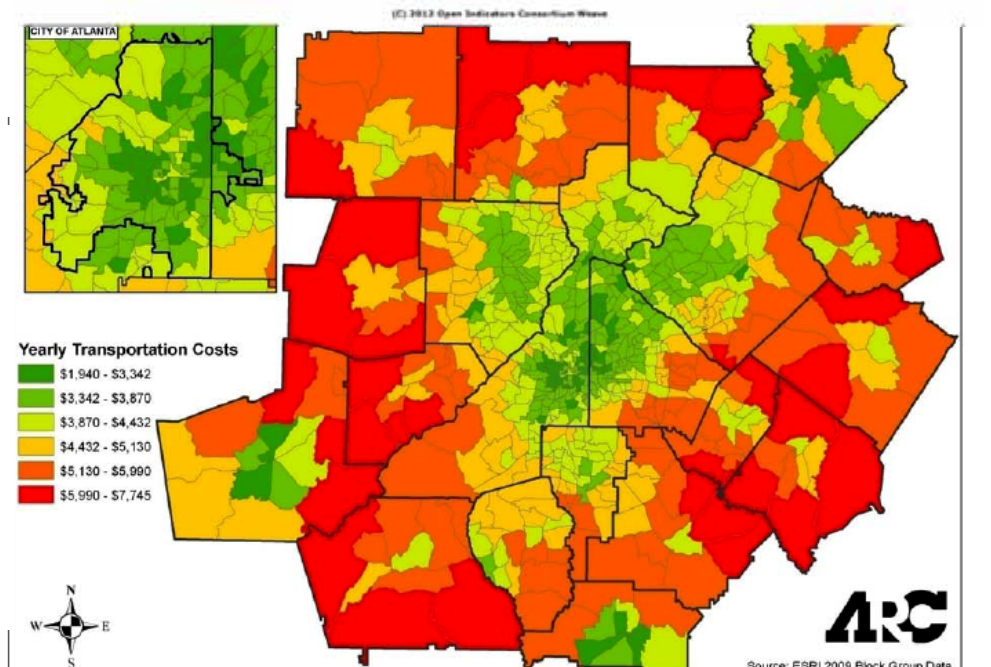 (C) 2012 Open Indicators Consortium Weave
CITY OF ATLANTA
Yearly Transportation Costs
$1,940 - $3,342
$3,342 - $3,870
$3,870 - $4,432
$4,432 - $5,130
$5,130 - $5,990
$5,990 - $7,745
N
W E
S
ARC
Source: ESRI 2009 Block Group Data